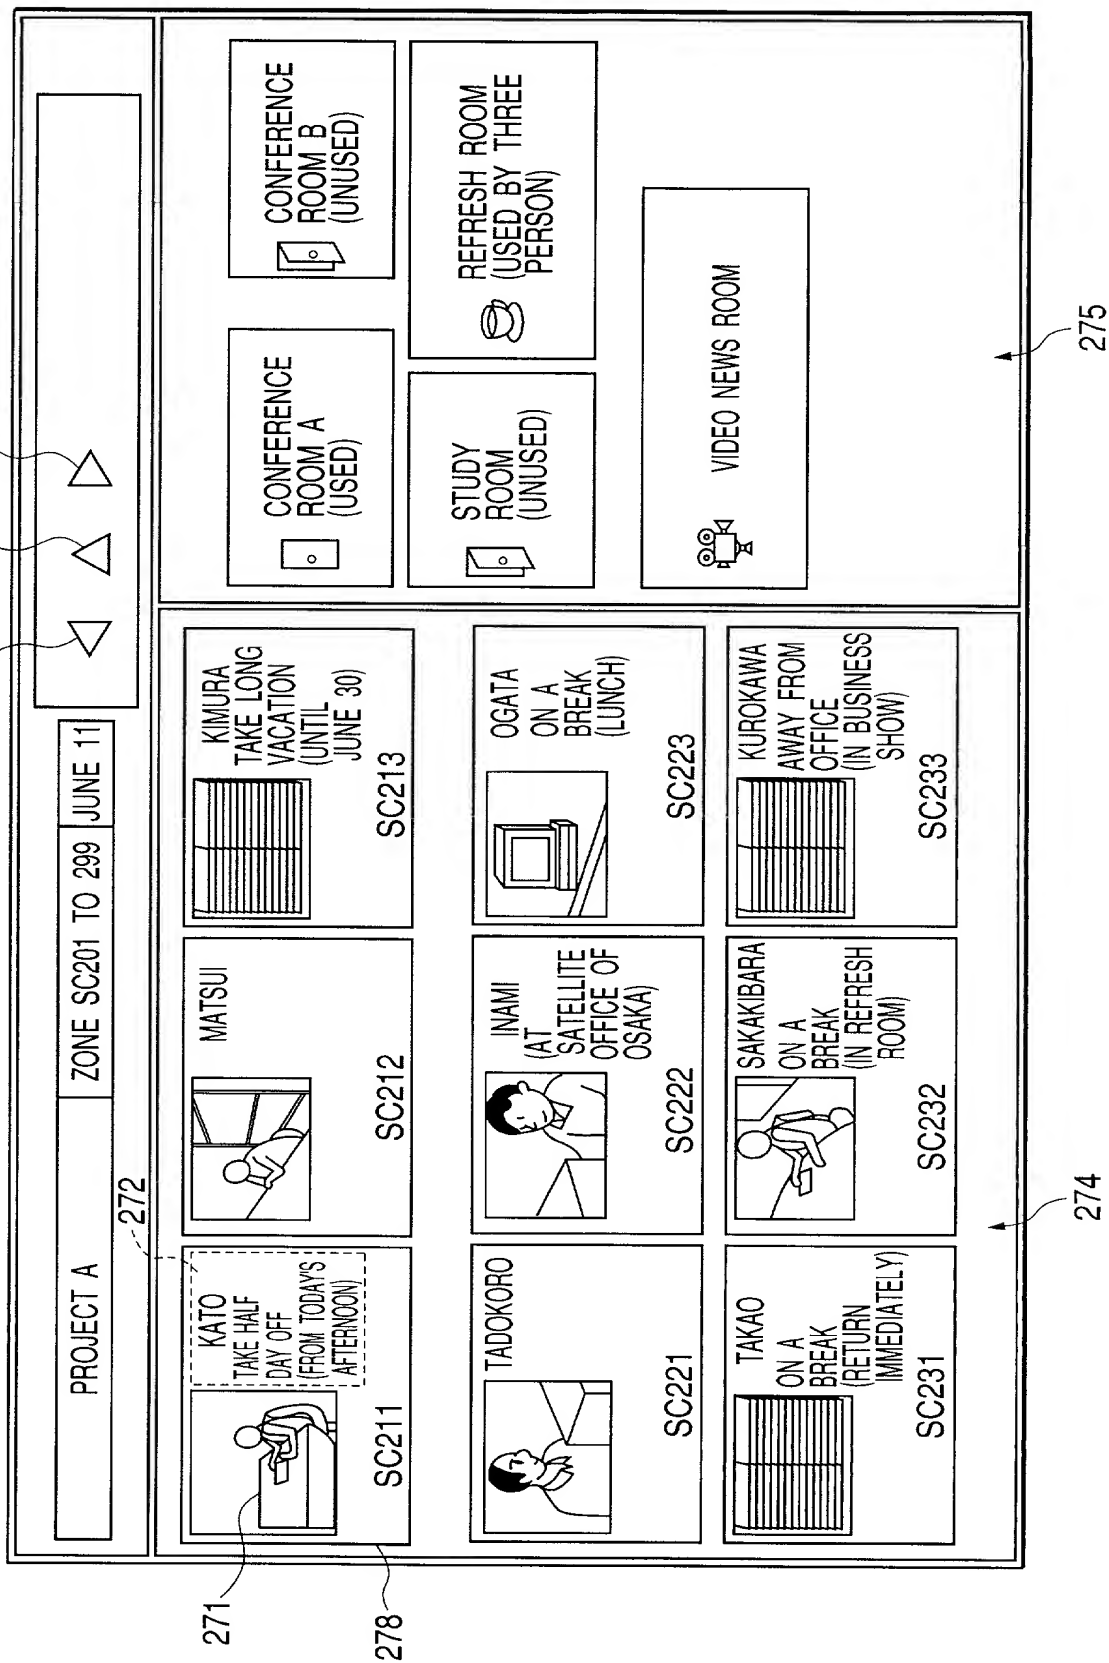 PROJECT A
ZONE SC201 TO 299
JUNE 11
272
271
278
KATO
TAKE HALF
DAY OFF
(FROM TODAY'S
AFTERNOON)
SC211
MATSUI
SC212
KIMURA
TAKE LONG
VACATION
(UNTIL
JUNE 30)
SC213
TADOKORO
SC221
INAMI
(AT
SATELLITE
OFFICE OF
OSAKA)
SC222
OGATA
ON A
BREAK
(LUNCH)
SC223
TAKAO
ON A
BREAK
(RETURN
IMMEDIATELY)
SC231
SAKAKIBARA
ON A
BREAK
(IN REFRESH
ROOM)
SC232
KUROKAWA
AWAY FROM
OFFICE
(IN BUSINESS
SHOW)
SC233
274
CONFERENCE
ROOM A
(USED)
CONFERENCE
ROOM B
(UNUSED)
STUDY
ROOM
(UNUSED)
REFRESH ROOM
(USED BY THREE
PERSON)
VIDEO NEWS ROOM
275